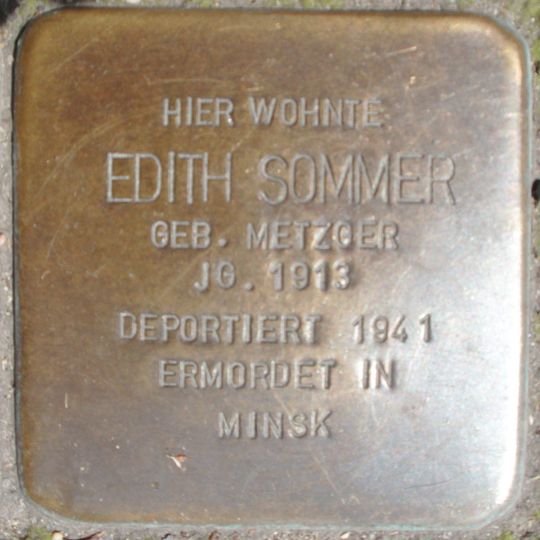 HIER WOHNTE
EDITH SOMMER
GEB. METZGER
JG. 1913
DEPORTIERT 1941
ERMORDET IN
MINSK